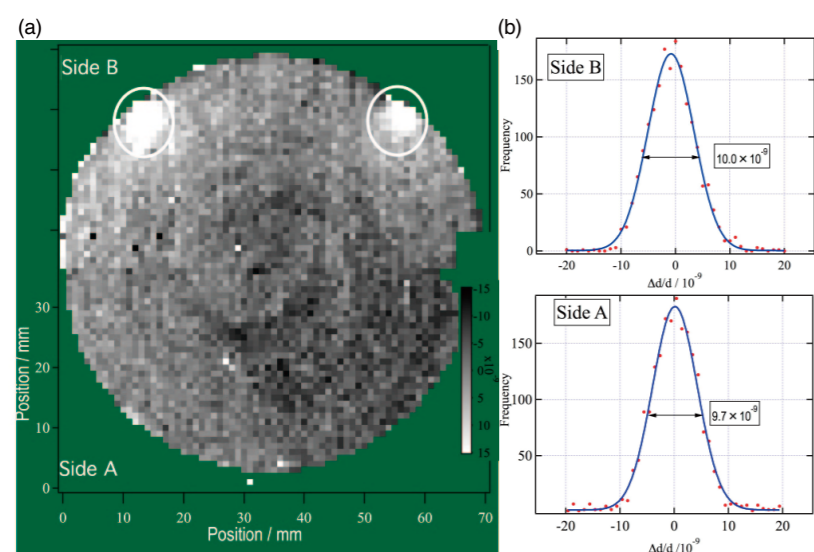 (a)
(b)
Side B
30
20
10
0
Position / mm
Side A
0
10
20
30
40
50
60
70
Position / mm
-15
-10
-5
0
5
10
15
x10⁻⁹
Side B
150
100
50
0
Frequency
10.0 × 10⁻⁹
-20
-10
0
10
20
Δd/d / 10⁻⁹
Side A
150
100
50
Frequency
9.7 × 10⁻⁹
-20
-10
0
10
20
Δd/d /10⁻⁹